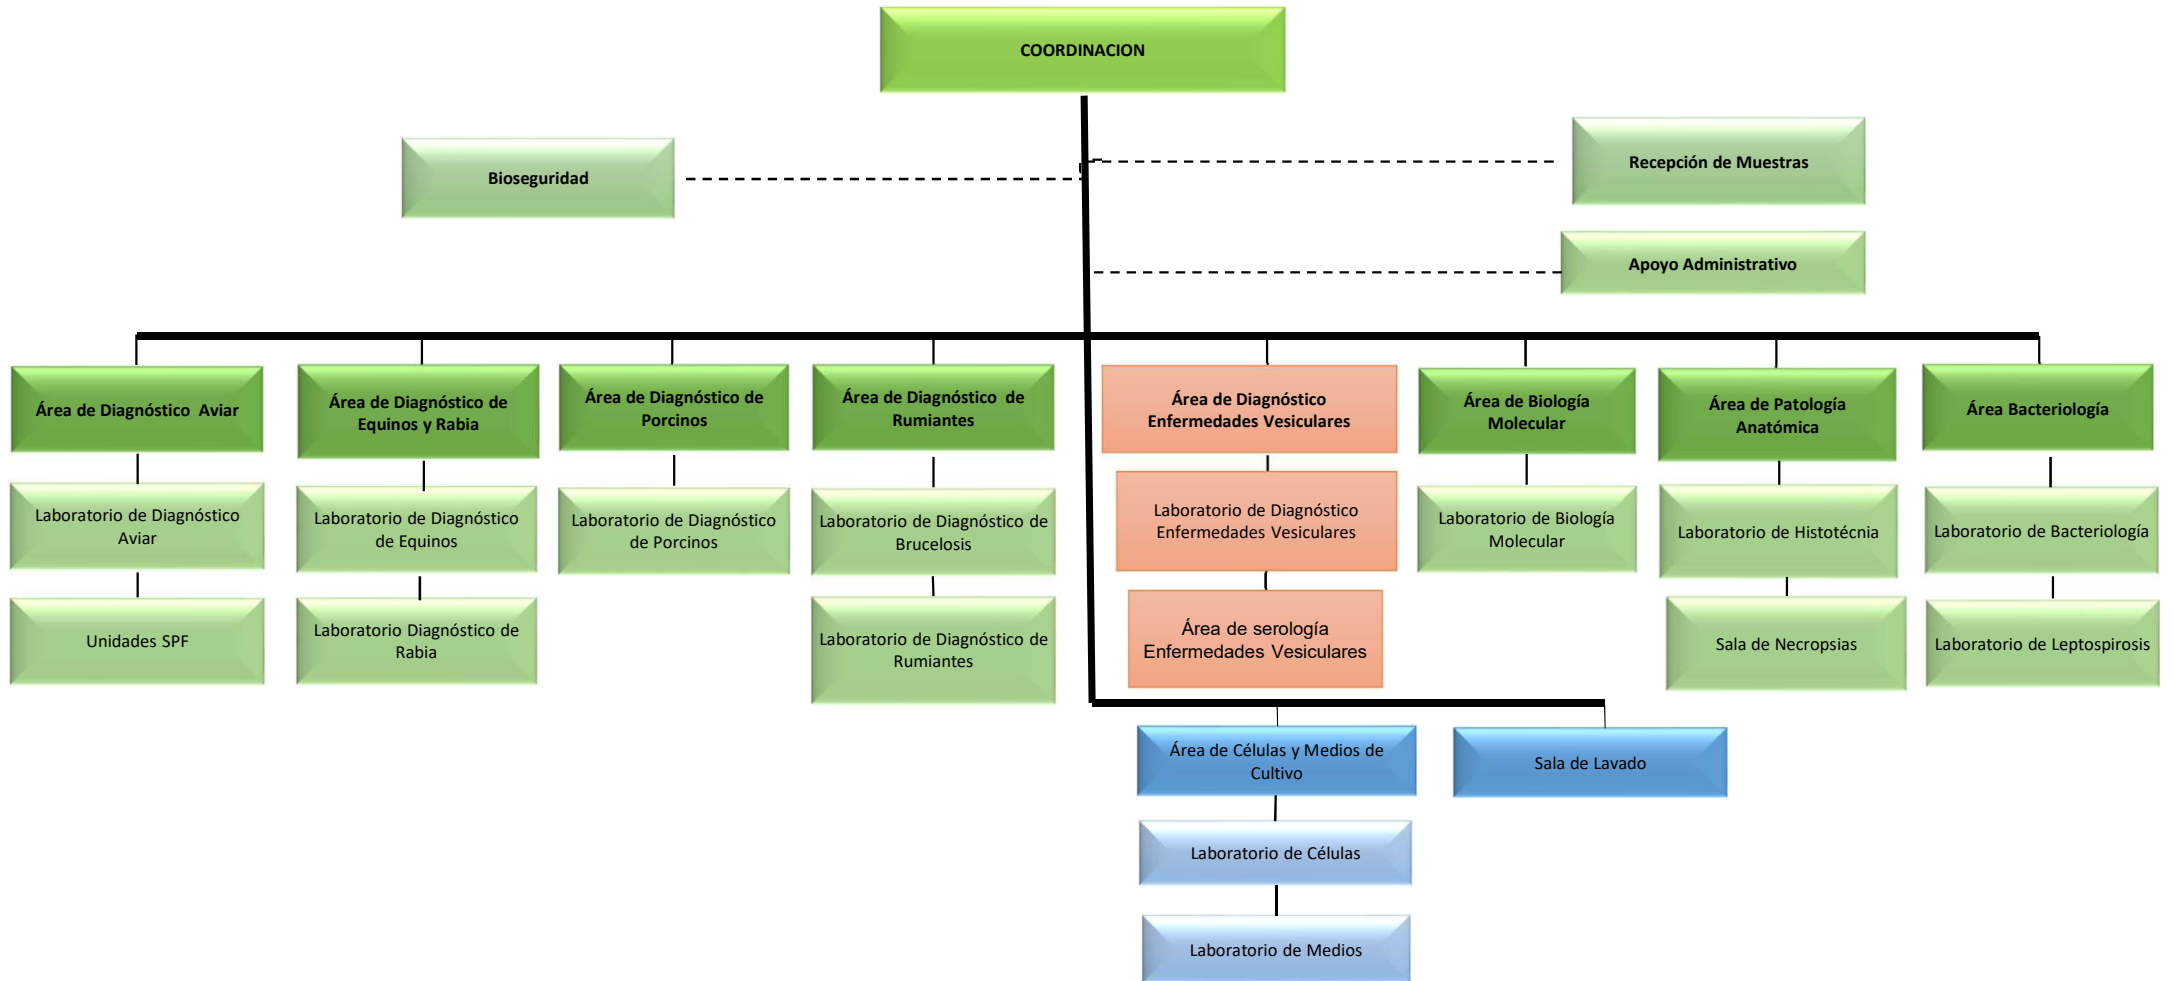 COORDINACION
Bioseguridad
Recepción de Muestras
Apoyo Administrativo
Área de Diagnóstico Aviar
Laboratorio de Diagnóstico
Aviar
Unidades SPF
Área de Diagnóstico de
Equinos y Rabia
Laboratorio de Diagnóstico
de Equinos
Laboratorio Diagnóstico de
Rabia
Área de Diagnóstico de
Porcinos
Laboratorio de Diagnóstico
de Porcinos
Área de Diagnóstico de
Rumiantes
Laboratorio de Diagnóstico de
Brucelosis
Laboratorio de Diagnóstico de
Rumiantes
Área de Diagnóstico
Enfermedades Vesiculares
Laboratorio de Diagnóstico
Enfermedades Vesiculares
Área de serología
Enfermedades Vesiculares
Área de Biología
Molecular
Laboratorio de Biología
Molecular
Área de Patología
Anatómica
Laboratorio de Histotécnia
Sala de Necropsias
Área Bacteriología
Laboratorio de Bacteriología
Laboratorio de Leptospirosis
Área de Células y Medios de
Cultivo
Laboratorio de Células
Laboratorio de Medios
Sala de Lavado